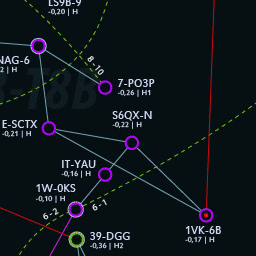 LS9B-9
-0,20 | H
8-10
NAG-6
2 | H
7-PO3P
-0,26 | H1
S6QX-N
-0,22 | H
E-SCTX
-0,21 | H
IT-YAU
-0,16 | H
1W-0KS
-0,10 | H
6-2
6-1
1VK-6B
-0,17 | H
39-DGG
-0,36 | H2